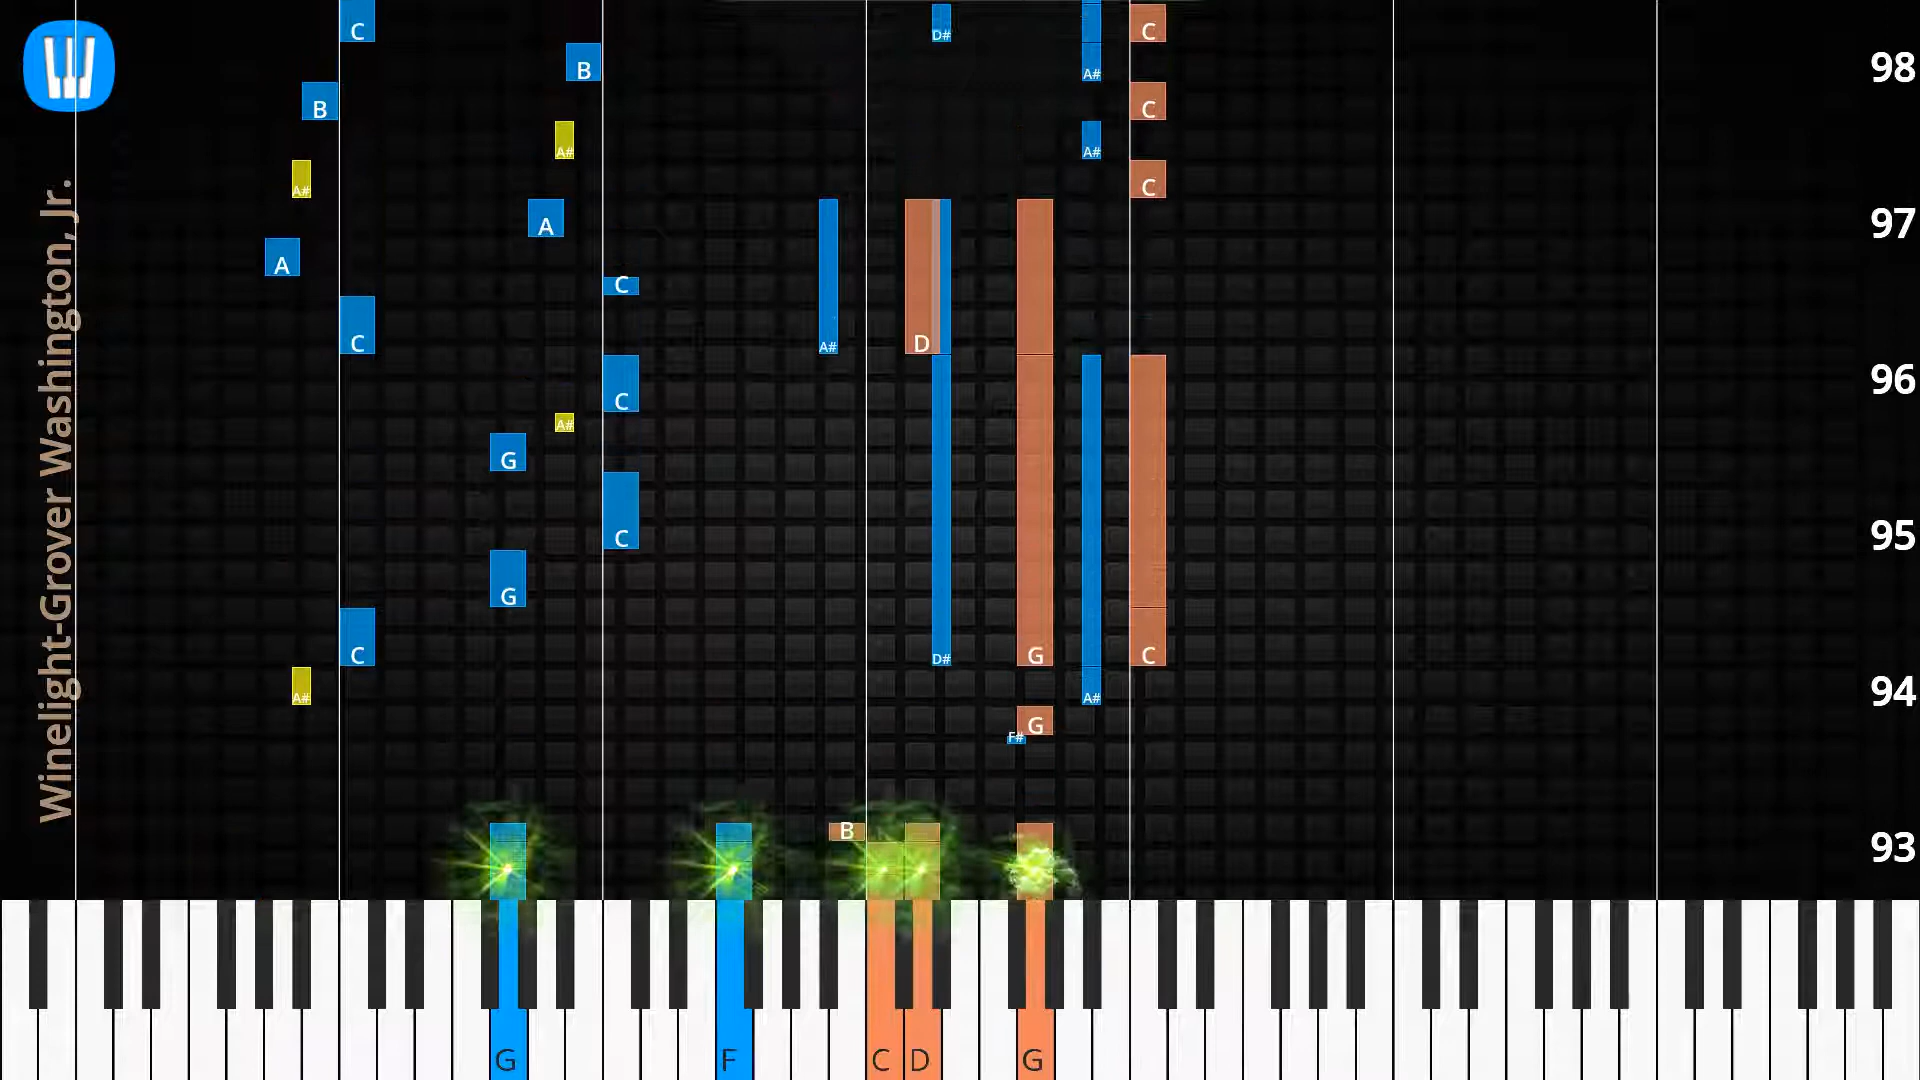 C D# C
98
B A#
B C
A# A#
A# C
A
97
A
C
C A# D
96
C
A#
G
95
C
G
C D# G C
94
A# A#
G
F#
B
93
G F C D G
Winelight-Grover Washington, Jr.